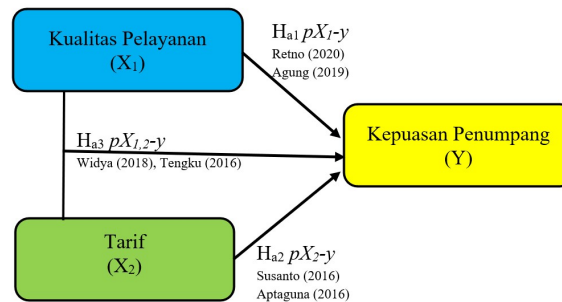 Kualitas Pelayanan
(X₁)
Hₐ₁ pX₁-y
Retno (2020)
Agung (2019)
Hₐ₃ pX₁,₂-y
Widya (2018), Tengku (2016)
Kepuasan Penumpang
(Y)
Tarif
(X₂)
Hₐ₂ pX₂-y
Susanto (2016)
Aptaguna (2016)